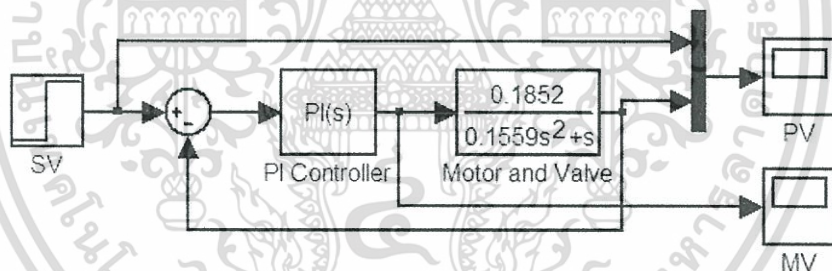 0.1852
PI(s)
0.1559s²+s
SV
PI Controller
Motor and Valve
PV
MV